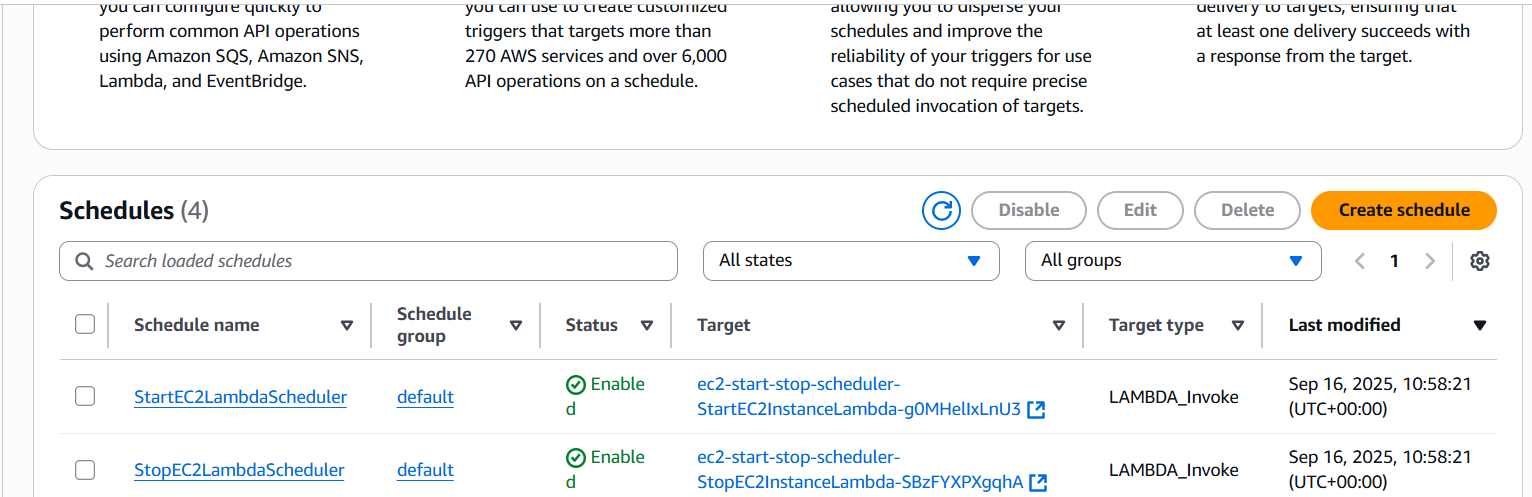 you can configure quickly to
perform common API operations
using Amazon SQS, Amazon SNS,
Lambda, and EventBridge.
you can use to create customized
triggers that targets more than
270 AWS services and over 6,000
API operations on a schedule.
allowing you to disperse your
schedules and improve the
reliability of your triggers for use
cases that do not require precise
scheduled invocation of targets.
delivery to targets, ensuring that
at least one delivery succeeds with
a response from the target.
Schedules (4)
Disable
Edit
Delete
Create schedule
Search loaded schedules
All states
All groups
1
Schedule name
Schedule
group
Status
Target
Target type
Last modified
StartEC2LambdaScheduler
default
Enable
d
ec2-start-stop-scheduler-
StartEC2InstanceLambda-g0MHelIxLnU3
LAMBDA_Invoke
Sep 16, 2025, 10:58:21
(UTC+00:00)
StopEC2LambdaScheduler
default
Enable
d
ec2-start-stop-scheduler-
StopEC2InstanceLambda-SBzFYXPXgqhA
LAMBDA_Invoke
Sep 16, 2025, 10:58:21
(UTC+00:00)